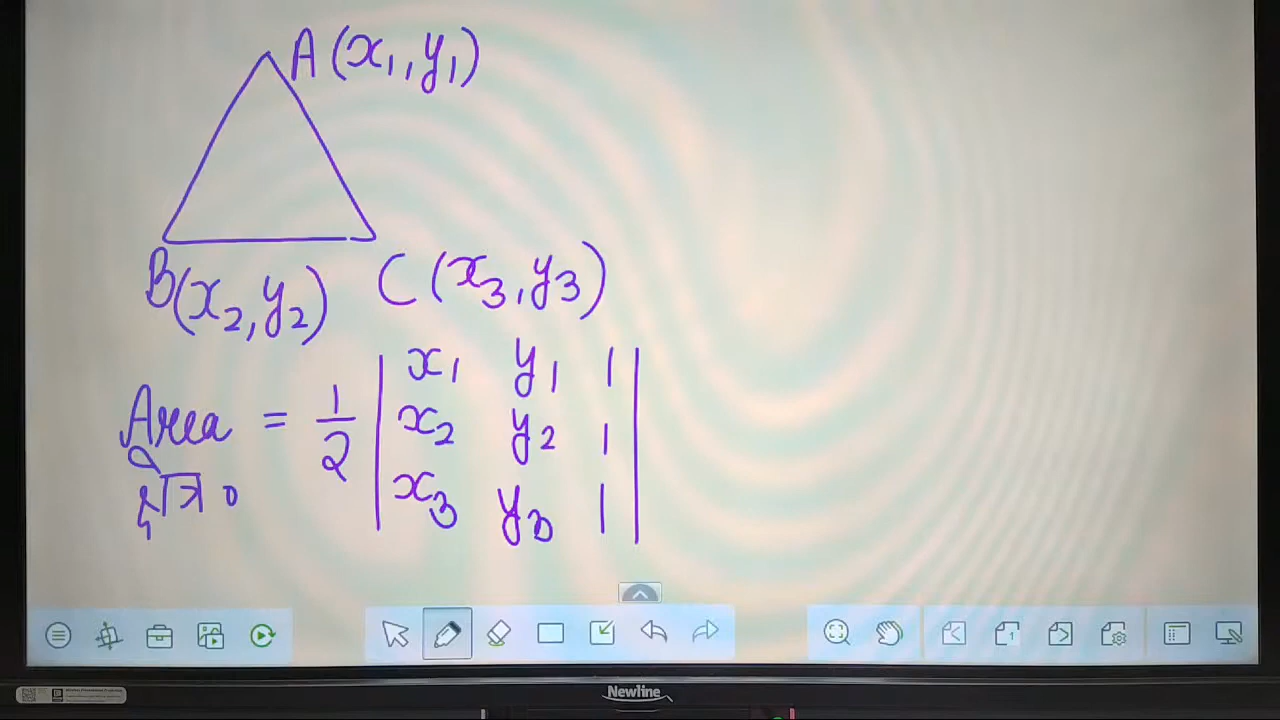 A (x₁, y₁)
B (x₂, y₂) C (x₃, y₃)
Area = 1/2 | x₁ y₁ 1 |
| x₂ y₂ 1 |
| x₃ y₃ 1 |
क्षेत्र०
Newline